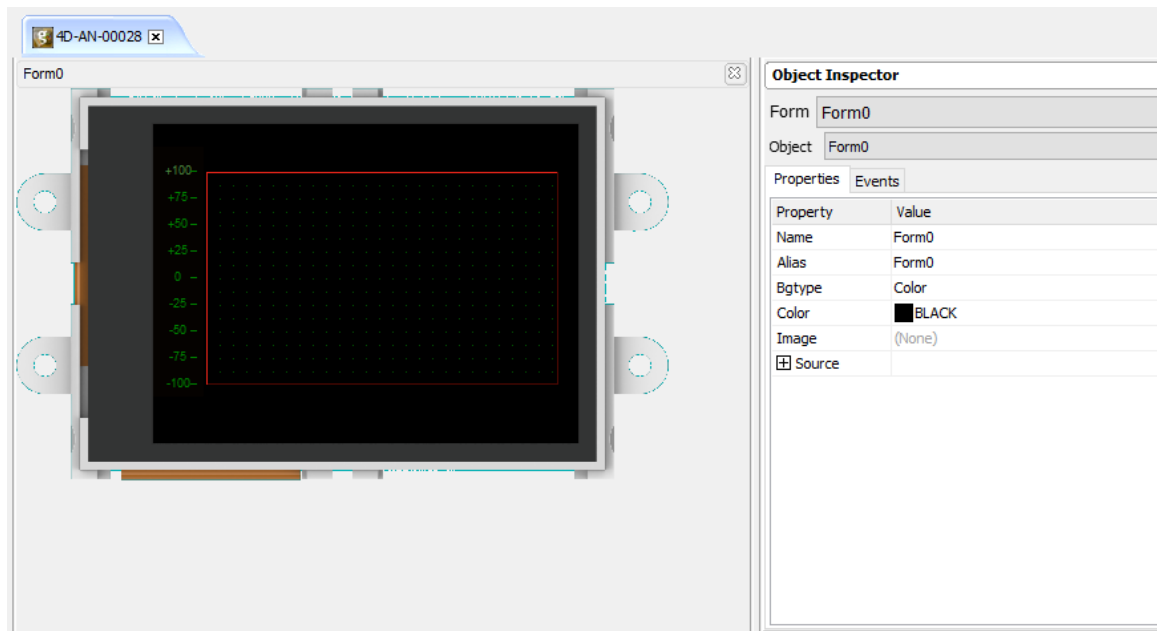 4D-AN-00028
Form0
+100
+75
+50
+25
0
-25
-50
-75
-100
Object Inspector
Form Form0
Object Form0
Properties Events
Property Value
Name Form0
Alias Form0
Bgtype Color
Color BLACK
Image (None)
Source